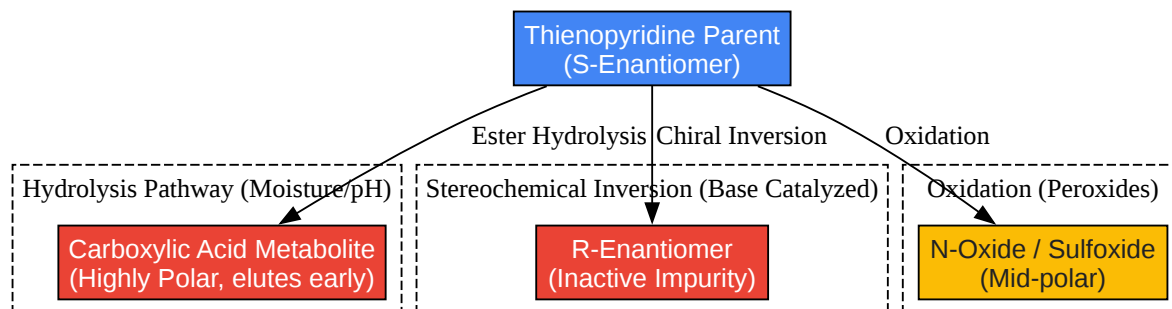 Thienopyridine Parent
(S-Enantiomer)
Ester Hydrolysis
Chiral Inversion
Oxidation
Hydrolysis Pathway (Moisture/pH)
Stereochemical Inversion (Base Catalyzed)
Oxidation (Peroxides)
Carboxylic Acid Metabolite
(Highly Polar, elutes early)
R-Enantiomer
(Inactive Impurity)
N-Oxide / Sulfoxide
(Mid-polar)